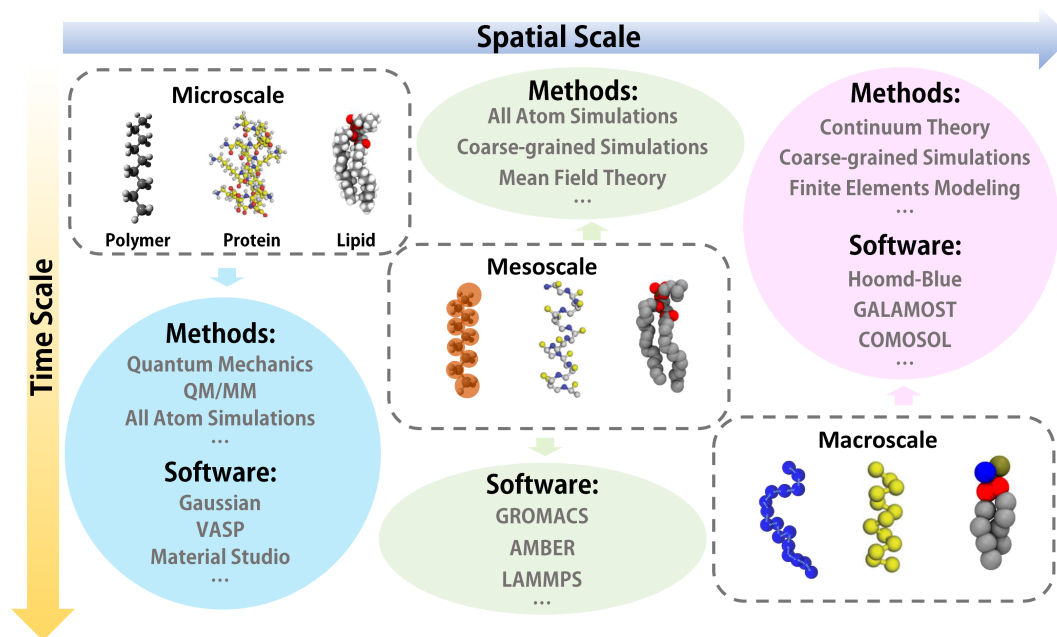 Spatial Scale
Time Scale
Microscale
Polymer
Protein
Lipid
Methods:
Quantum Mechanics
QM/MM
All Atom Simulations
...
Software:
Gaussian
VASP
Material Studio
...
Methods:
All Atom Simulations
Coarse-grained Simulations
Mean Field Theory
...
Mesoscale
Software:
GROMACS
AMBER
LAMMPS
...
Methods:
Continuum Theory
Coarse-grained Simulations
Finite Elements Modeling
...
Software:
Hoomd-Blue
GALAMOST
COMOSOL
...
Macroscale